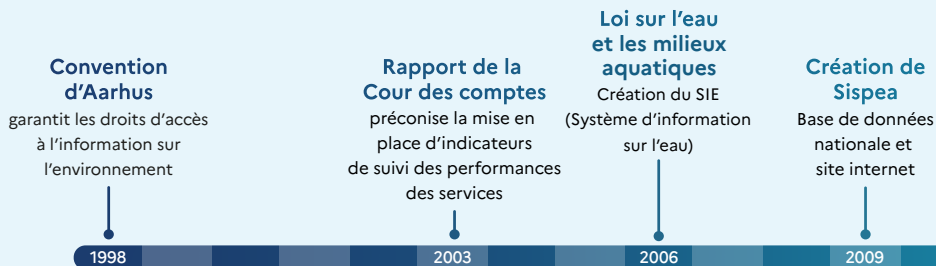 Convention
d'Aarhus
garantit les droits d'accès
à l'information sur
l'environnement
1998
Rapport de la
Cour des comptes
préconise la mise en
place d'indicateurs
de suivi des performances
des services
2003
Loi sur l'eau
et les milieux
aquatiques
Création du SIE
(Système d'information
sur l'eau)
2006
Création de
Sispea
Base de données
nationale et
site internet
2009